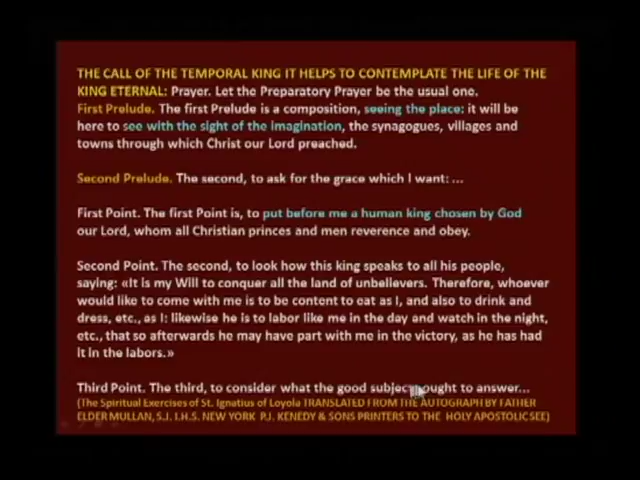 THE CALL OF THE TEMPORAL KING IT HELPS TO CONTEMPLATE THE LIFE OF THE
KING ETERNAL: Prayer. Let the Preparatory Prayer be the usual one.
First Prelude. The first Prelude is a composition, seeing the place: it will be
here to see with the sight of the imagination, the synagogues, villages and
towns through which Christ our Lord preached.
Second Prelude. The second, to ask for the grace which I want: ...
First Point. The first Point is, to put before me a human king chosen by God
our Lord, whom all Christian princes and men reverence and obey.
Second Point. The second, to look how this king speaks to all his people,
saying: «It is my Will to conquer all the land of unbelievers. Therefore, whoever
would like to come with me is to be content to eat as I, and also to drink and
dress, etc., as I: likewise he is to labor like me in the day and watch in the night,
etc., that so afterwards he may have part with me in the victory, as he has had
it in the labors.»
Third Point. The third, to consider what the good subject ought to answer...
(The Spiritual Exercises of St. Ignatius of Loyola TRANSLATED FROM THE AUTOGRAPH BY FATHER
ELDER MULLAN, S.J. I.H.S. NEW YORK P.J. KENEDY & SONS PRINTERS TO THE HOLY APOSTOLIC SEE)